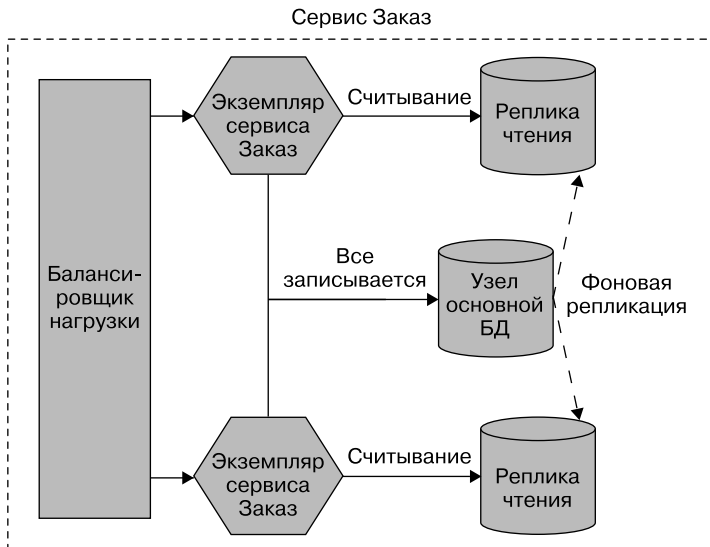 Сервис Заказ
Экземпляр
сервиса
Заказ
Считывание
Реплика
чтения
Баланси-
ровщик
нагрузки
Все
записывается
Узел
основной
БД
Фоновая
репликация
Экземпляр
сервиса
Заказ
Считывание
Реплика
чтения